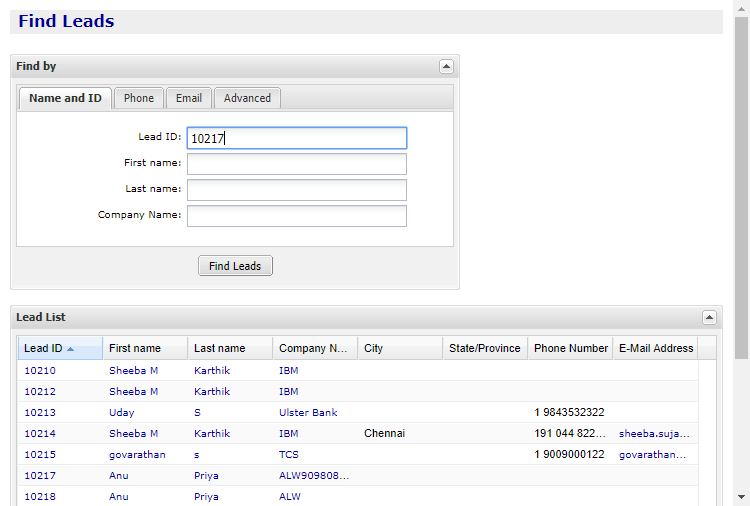 Find Leads
Find by
Name and ID Phone Email Advanced
Lead ID: 10217
First name:
Last name:
Company Name:
Find Leads
Lead List
Lead ID First name Last name Company N... City State/Province Phone Number E-Mail Address
10210 Sheeba M Karthik IBM
10212 Sheeba M Karthik IBM
10213 Uday S Ulster Bank 1 9843532322
10214 Sheeba M Karthik IBM Chennai 191 044 822... sheeba.suja...
10215 govarathan s TCS 1 9009000122 govarathan...
10217 Anu Priya ALW909808...
10218 Anu Priya ALW